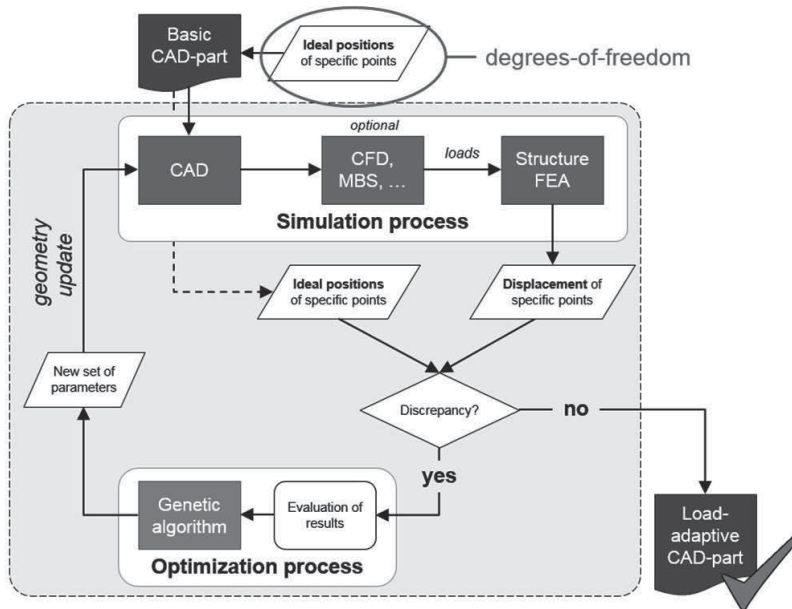 Basic
CAD-part
Ideal positions
of specific points
degrees-of-freedom
optional
CAD
CFD,
MBS, ...
loads
Structure
FEA
Simulation process
geometry
update
Ideal positions
of specific points
Displacement of
specific points
New set of
parameters
Discrepancy?
no
yes
Genetic
algorithm
Evaluation of
results
Optimization process
Load-
adaptive
CAD-part